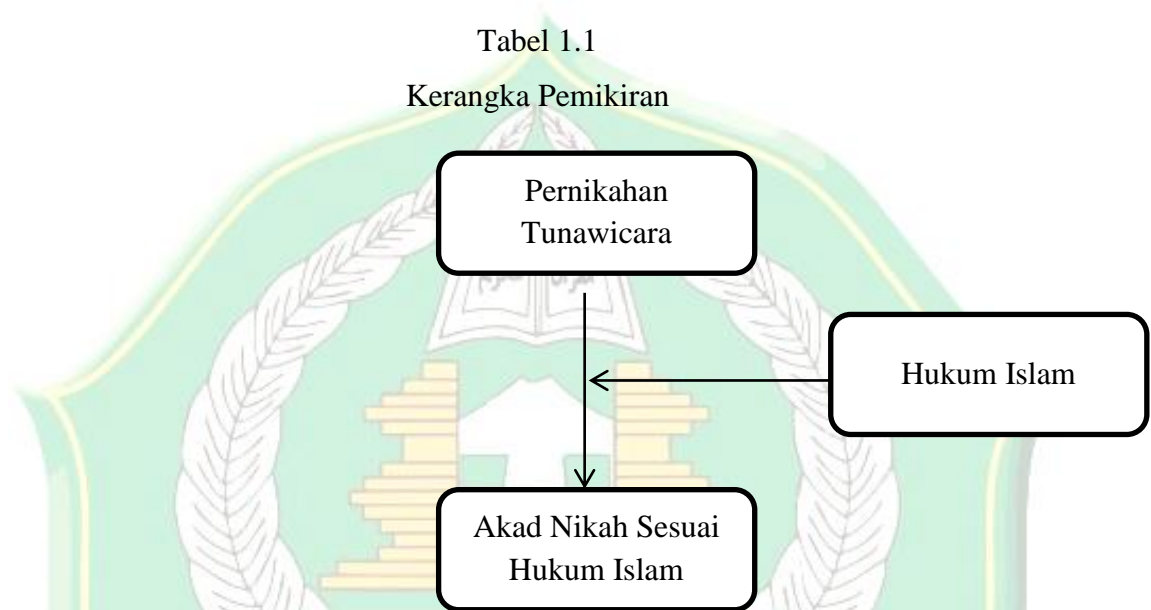 Tabel 1.1
Kerangka Pemikiran
Pernikahan
Tunawicara
Hukum Islam
Akad Nikah Sesuai
Hukum Islam